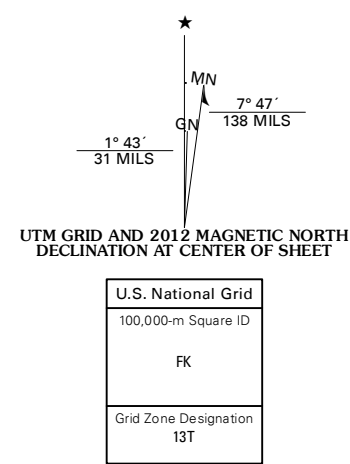 ★
MN
7° 47´
138 MILS
GN
1° 43´
31 MILS
UTM GRID AND 2012 MAGNETIC NORTH
DECLINATION AT CENTER OF SHEET
U.S. National Grid
100,000-m Square ID
FK
Grid Zone Designation
13T